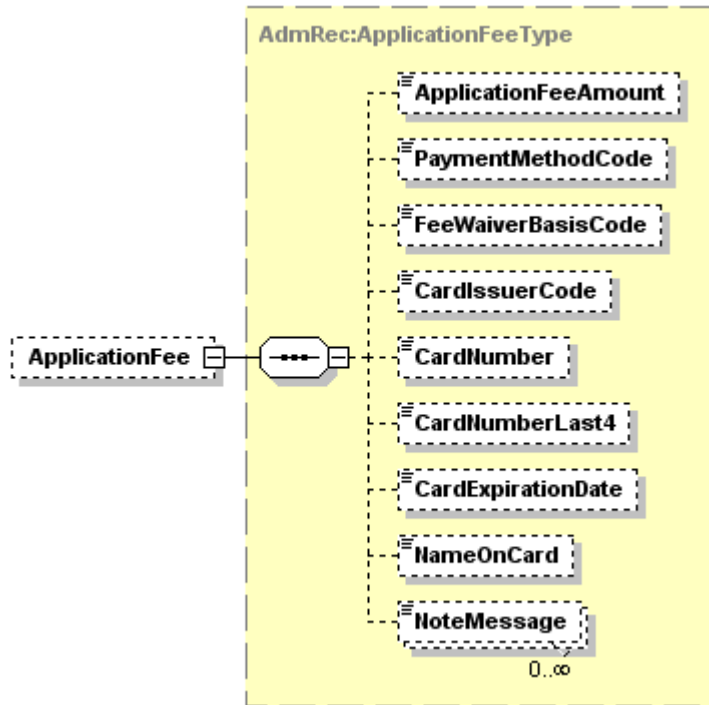 AdmRec:ApplicationFeeType
ApplicationFeeAmount
PaymentMethodCode
FeeWaiverBasisCode
CardIssuerCode
ApplicationFee
CardNumber
CardNumberLast4
CardExpirationDate
NameOnCard
NoteMessage
0..∞